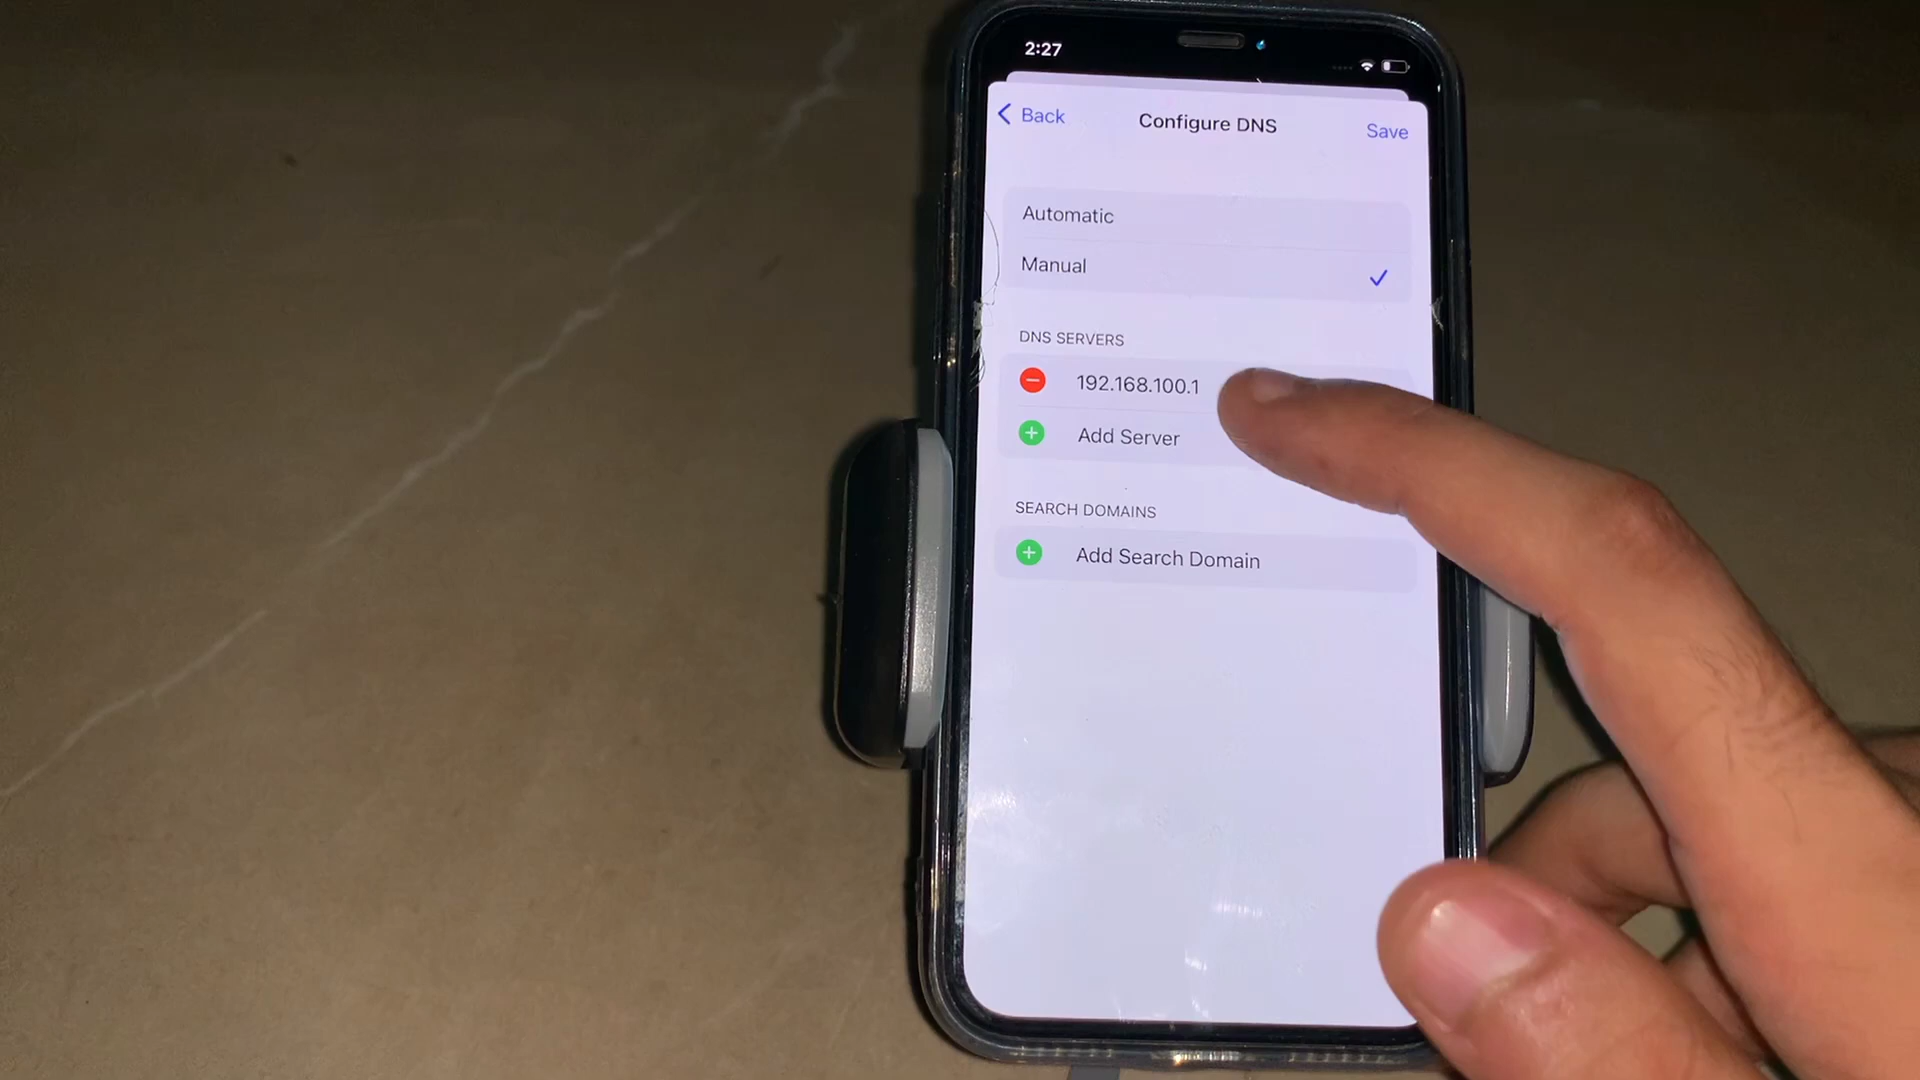 2:27
Back
Configure DNS
Save
Automatic
Manual
DNS SERVERS
192.168.100.1
Add Server
SEARCH DOMAINS
Add Search Domain